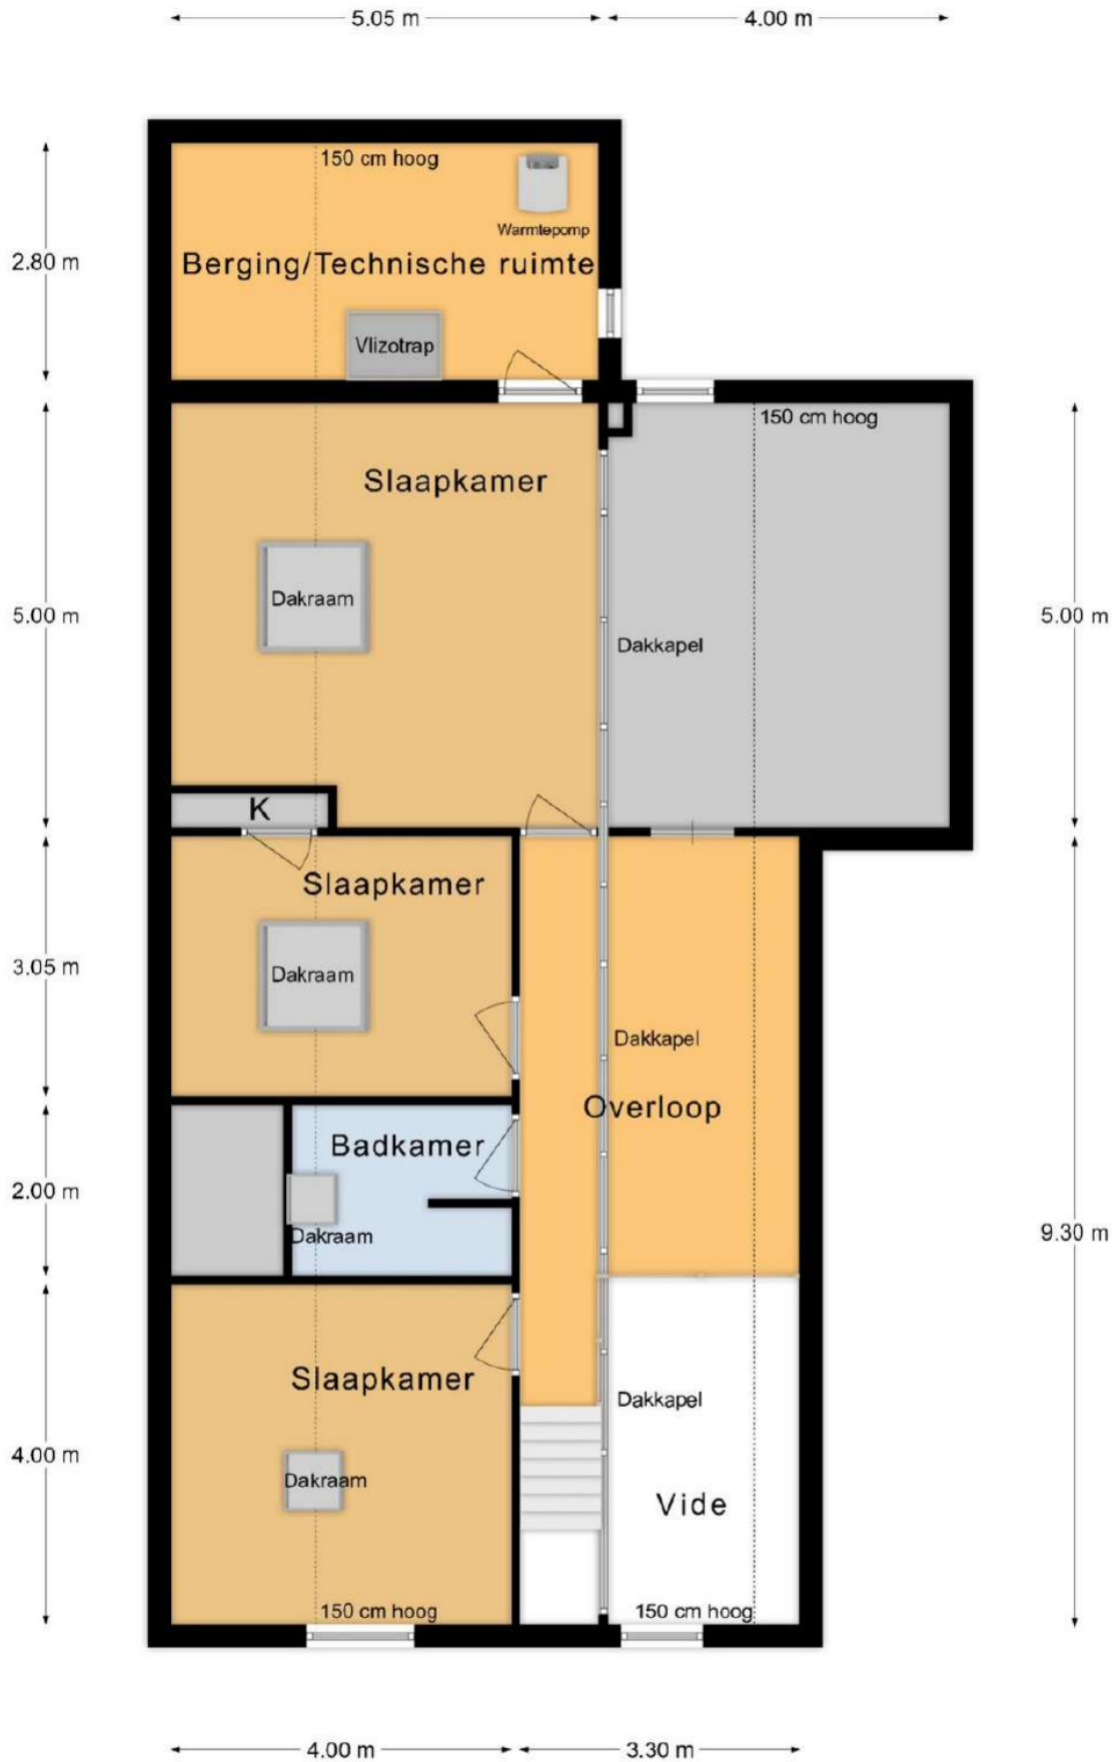 5.05 m
4.00 m
150 cm hoog
Warmtepomp
2.80 m
Berging/Technische ruimte
Vlizotrap
150 cm hoog
Slaapkamer
Dakraam
5.00 m
5.00 m
Dakkapel
K
Slaapkamer
3.05 m
Dakraam
Dakkapel
Overloop
Badkamer
2.00 m
Dakraam
9.30 m
Slaapkamer
Dakkapel
4.00 m
Dakraam
Vide
150 cm hoog
150 cm hoog
4.00 m
3.30 m